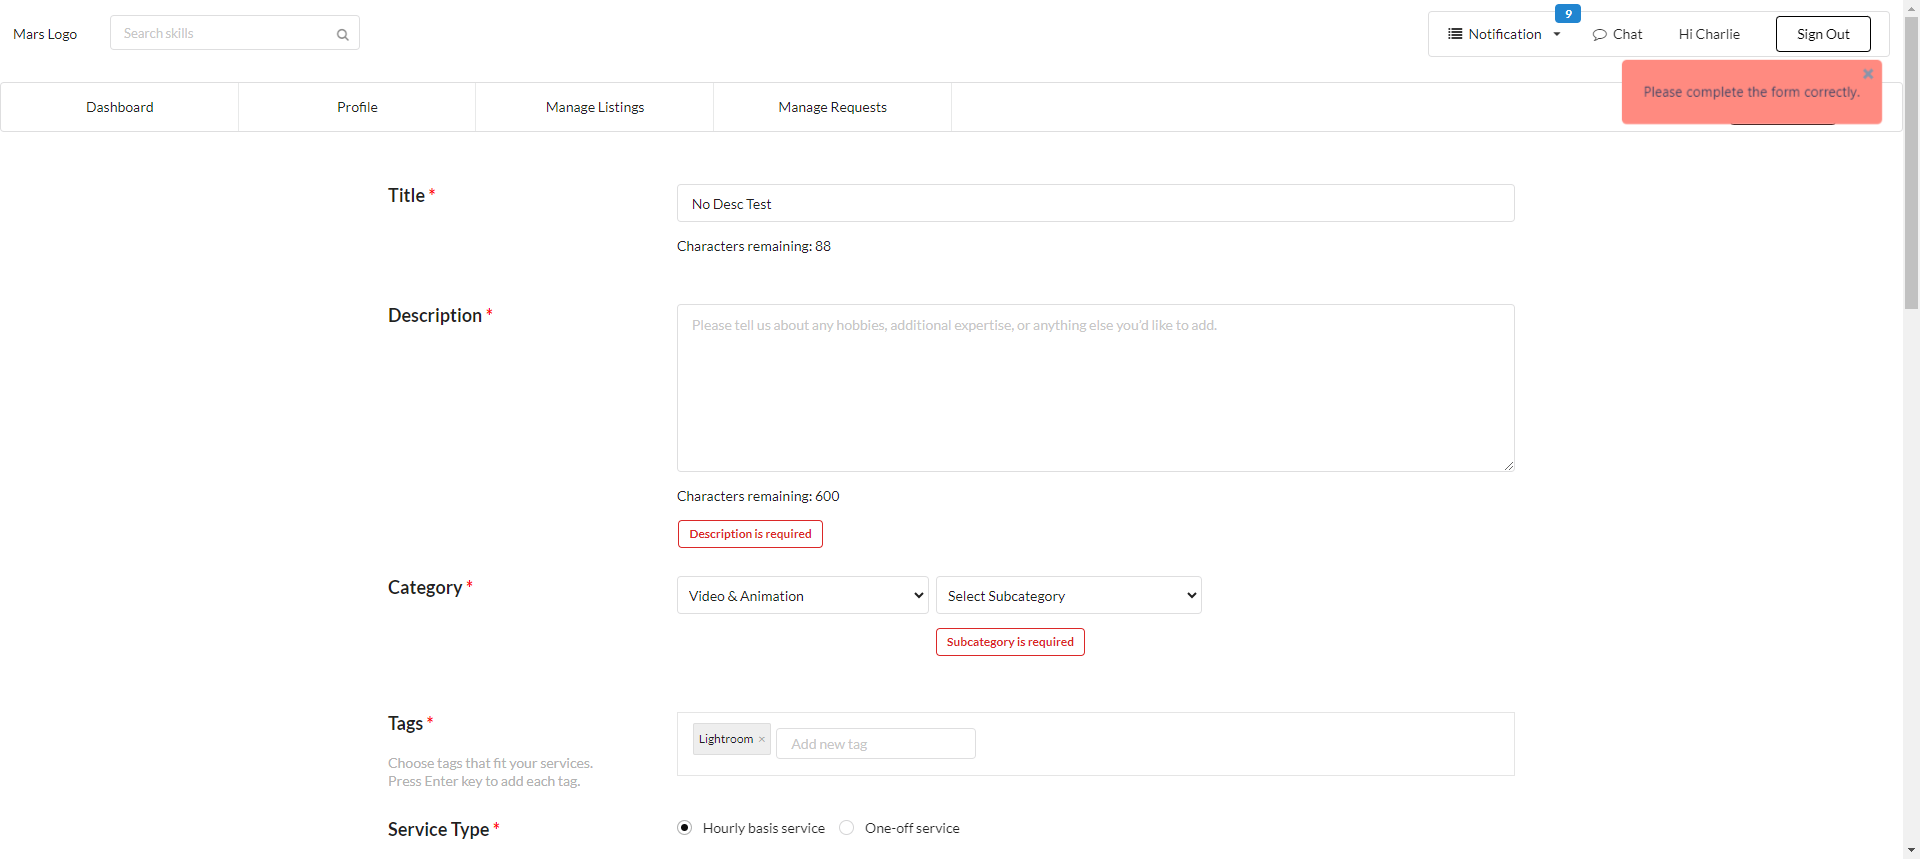 Mars Logo
Search skills
Notification
9
Chat
Hi Charlie
Sign Out
Please complete the form correctly.
Dashboard
Profile
Manage Listings
Manage Requests
Title *
No Desc Test
Characters remaining: 88
Description *
Please tell us about any hobbies, additional expertise, or anything else you'd like to add.
Characters remaining: 600
Description is required
Category *
Video & Animation
Select Subcategory
Subcategory is required
Tags *
Lightroom ×
Add new tag
Choose tags that fit your services.
Press Enter key to add each tag.
Service Type *
Hourly basis service
One-off service